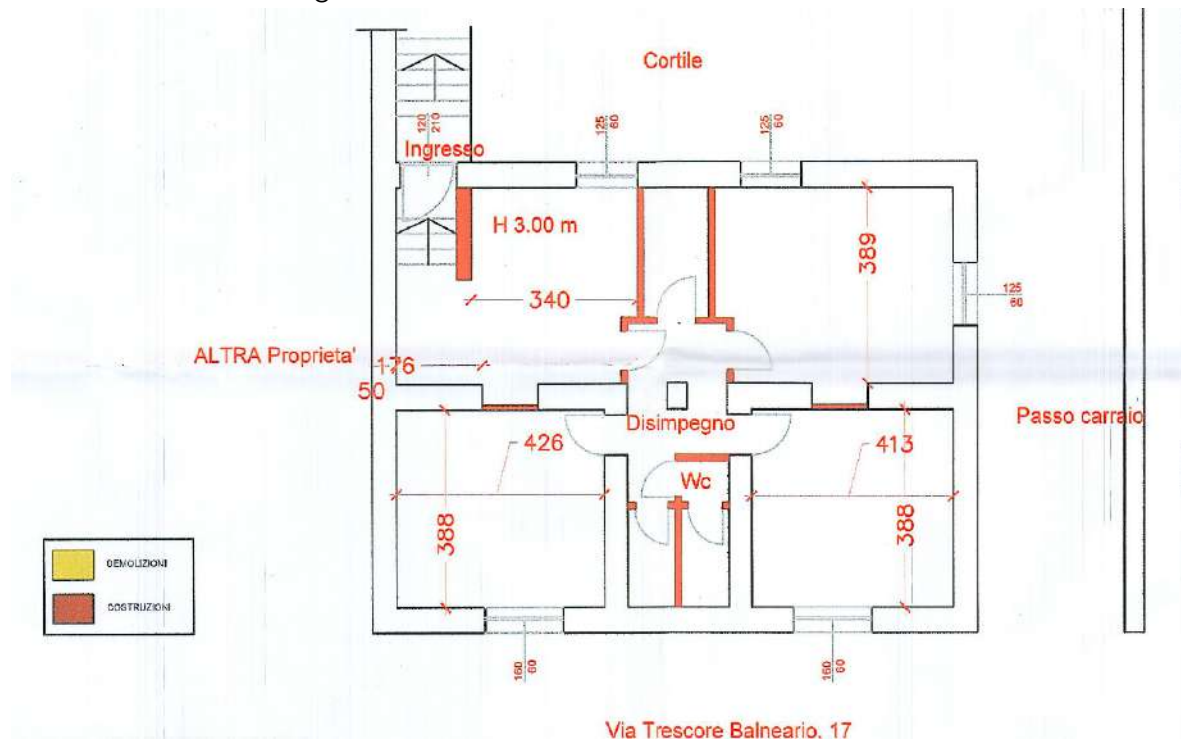 Cortile
120
210
125
60
125
60
Ingresso
H 3.00 m
389
340
125
60
ALTRA Proprieta'
176
50
Disimpegno
Passo carraio
426
413
Wc
388
388
DEMOLIZIONI
COSTRUZIONI
160
60
160
60
Via Trescore Balneario, 17